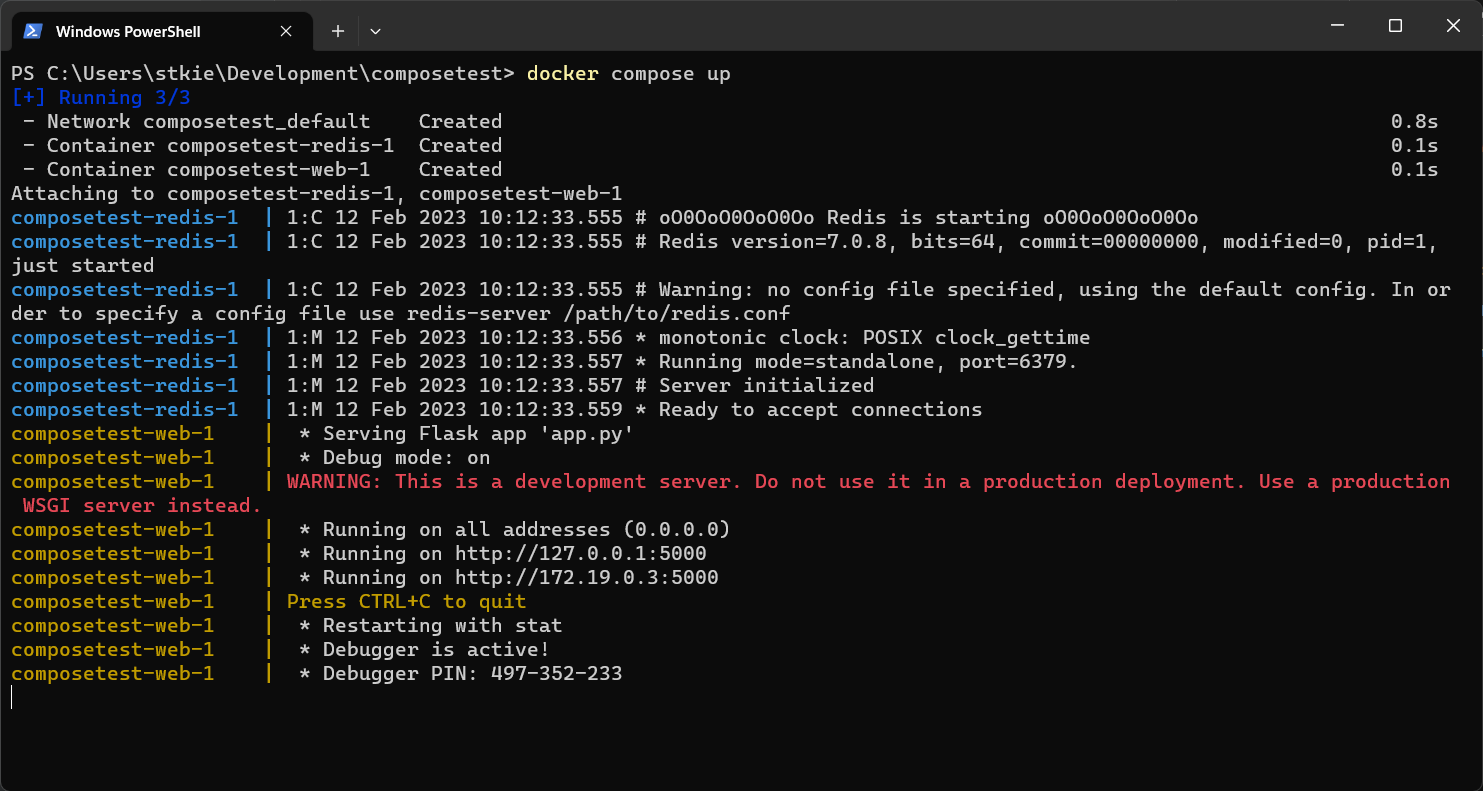 Windows PowerShell
PS C:\Users\stkie\Development\composetest> docker compose up
[+] Running 3/3
 - Network composetest_default    Created    0.8s
 - Container composetest-redis-1  Created    0.1s
 - Container composetest-web-1    Created    0.1s
Attaching to composetest-redis-1, composetest-web-1
composetest-redis-1  | 1:C 12 Feb 2023 10:12:33.555 # oO0OoO0OoO0Oo Redis is starting oO0OoO0OoO0Oo
composetest-redis-1  | 1:C 12 Feb 2023 10:12:33.555 # Redis version=7.0.8, bits=64, commit=00000000, modified=0, pid=1,
just started
composetest-redis-1  | 1:C 12 Feb 2023 10:12:33.555 # Warning: no config file specified, using the default config. In or
der to specify a config file use redis-server /path/to/redis.conf
composetest-redis-1  | 1:M 12 Feb 2023 10:12:33.556 * monotonic clock: POSIX clock_gettime
composetest-redis-1  | 1:M 12 Feb 2023 10:12:33.557 * Running mode=standalone, port=6379.
composetest-redis-1  | 1:M 12 Feb 2023 10:12:33.557 # Server initialized
composetest-redis-1  | 1:M 12 Feb 2023 10:12:33.559 * Ready to accept connections
composetest-web-1    |  * Serving Flask app 'app.py'
composetest-web-1    |  * Debug mode: on
composetest-web-1    | WARNING: This is a development server. Do not use it in a production deployment. Use a production
 WSGI server instead.
composetest-web-1    |  * Running on all addresses (0.0.0.0)
composetest-web-1    |  * Running on http://127.0.0.1:5000
composetest-web-1    |  * Running on http://172.19.0.3:5000
composetest-web-1    | Press CTRL+C to quit
composetest-web-1    |  * Restarting with stat
composetest-web-1    |  * Debugger is active!
composetest-web-1    |  * Debugger PIN: 497-352-233